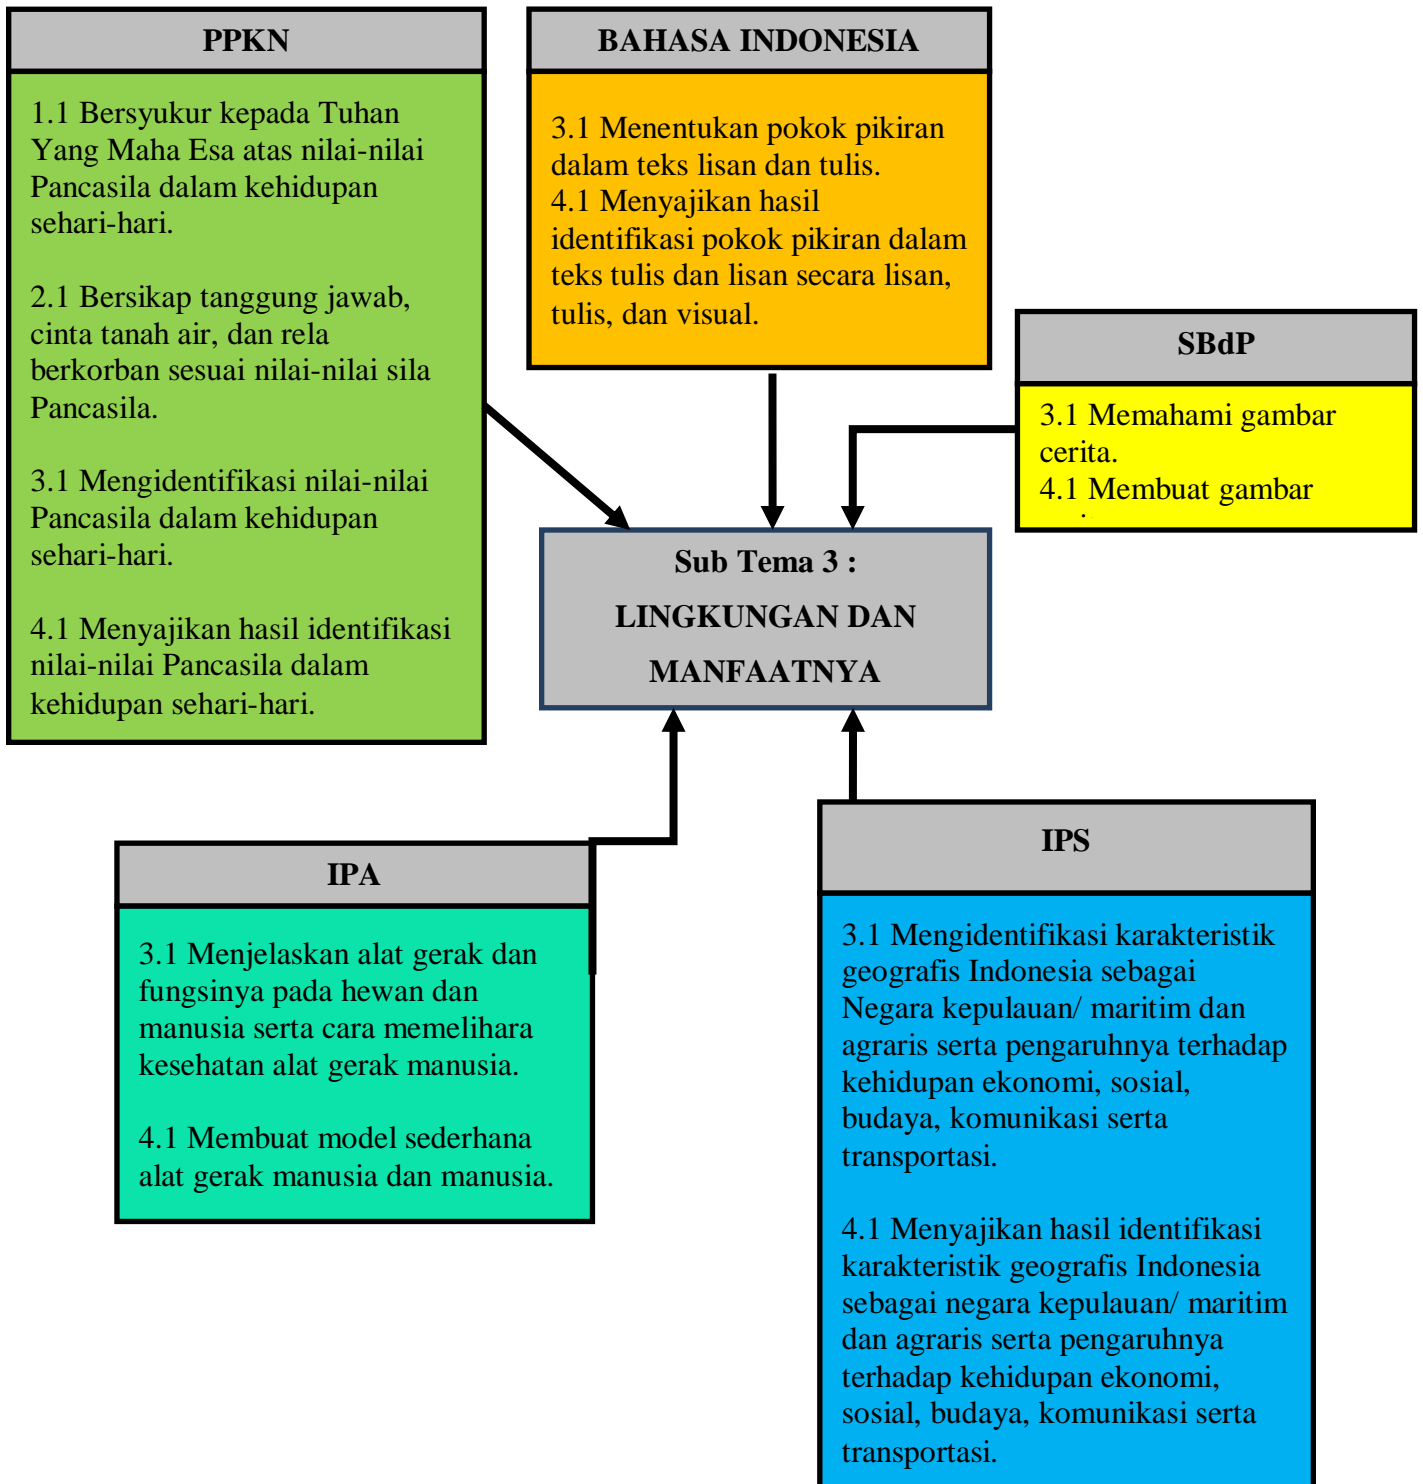 PPKN
1.1 Bersyukur kepada Tuhan
Yang Maha Esa atas nilai-nilai
Pancasila dalam kehidupan
sehari-hari.
2.1 Bersikap tanggung jawab,
cinta tanah air, dan rela
berkorban sesuai nilai-nilai sila
Pancasila.
3.1 Mengidentifikasi nilai-nilai
Pancasila dalam kehidupan
sehari-hari.
4.1 Menyajikan hasil identifikasi
nilai-nilai Pancasila dalam
kehidupan sehari-hari.
BAHASA INDONESIA
3.1 Menentukan pokok pikiran
dalam teks lisan dan tulis.
4.1 Menyajikan hasil
identifikasi pokok pikiran dalam
teks tulis dan lisan secara lisan,
tulis, dan visual.
SBdP
3.1 Memahami gambar
cerita.
4.1 Membuat gambar
Sub Tema 3 :
LINGKUNGAN DAN
MANFAATNYA
IPA
3.1 Menjelaskan alat gerak dan
fungsinya pada hewan dan
manusia serta cara memelihara
kesehatan alat gerak manusia.
4.1 Membuat model sederhana
alat gerak manusia dan manusia.
IPS
3.1 Mengidentifikasi karakteristik
geografis Indonesia sebagai
Negara kepulauan/ maritim dan
agraris serta pengaruhnya terhadap
kehidupan ekonomi, sosial,
budaya, komunikasi serta
transportasi.
4.1 Menyajikan hasil identifikasi
karakteristik geografis Indonesia
sebagai negara kepulauan/ maritim
dan agraris serta pengaruhnya
terhadap kehidupan ekonomi,
sosial, budaya, komunikasi serta
transportasi.